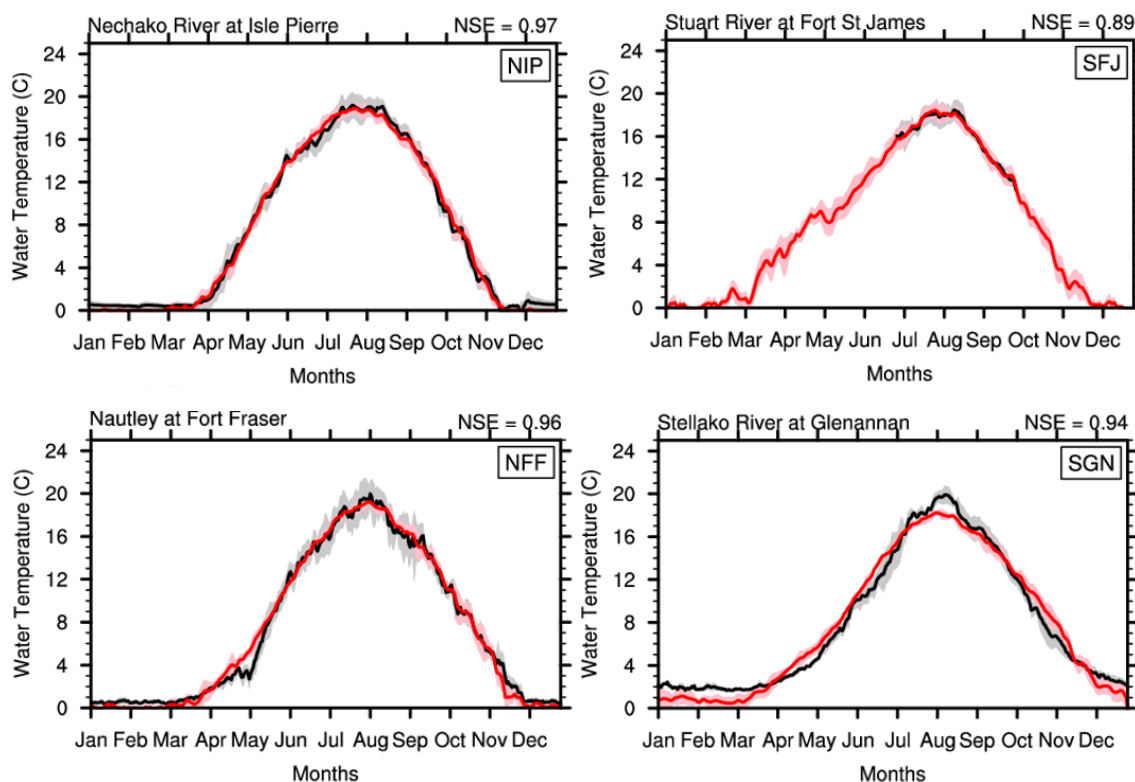 Nechako River at Isle Pierre NSE = 0.97
NIP
24
20
16
12
8
4
0
Water Temperature (C)
Jan Feb Mar Apr May Jun Jul Aug Sep Oct Nov Dec
Months
Stuart River at Fort St James NSE = 0.89
SFJ
24
20
16
12
8
4
0
Water Temperature (C)
Jan Feb Mar Apr May Jun Jul Aug Sep Oct Nov Dec
Months
Nautley at Fort Fraser NSE = 0.96
NFF
24
20
16
12
8
4
0
Water Temperature (C)
Jan Feb Mar Apr May Jun Jul Aug Sep Oct Nov Dec
Months
Stellako River at Glenannan NSE = 0.94
SGN
24
20
16
12
8
4
0
Water Temperature (C)
Jan Feb Mar Apr May Jun Jul Aug Sep Oct Nov Dec
Months